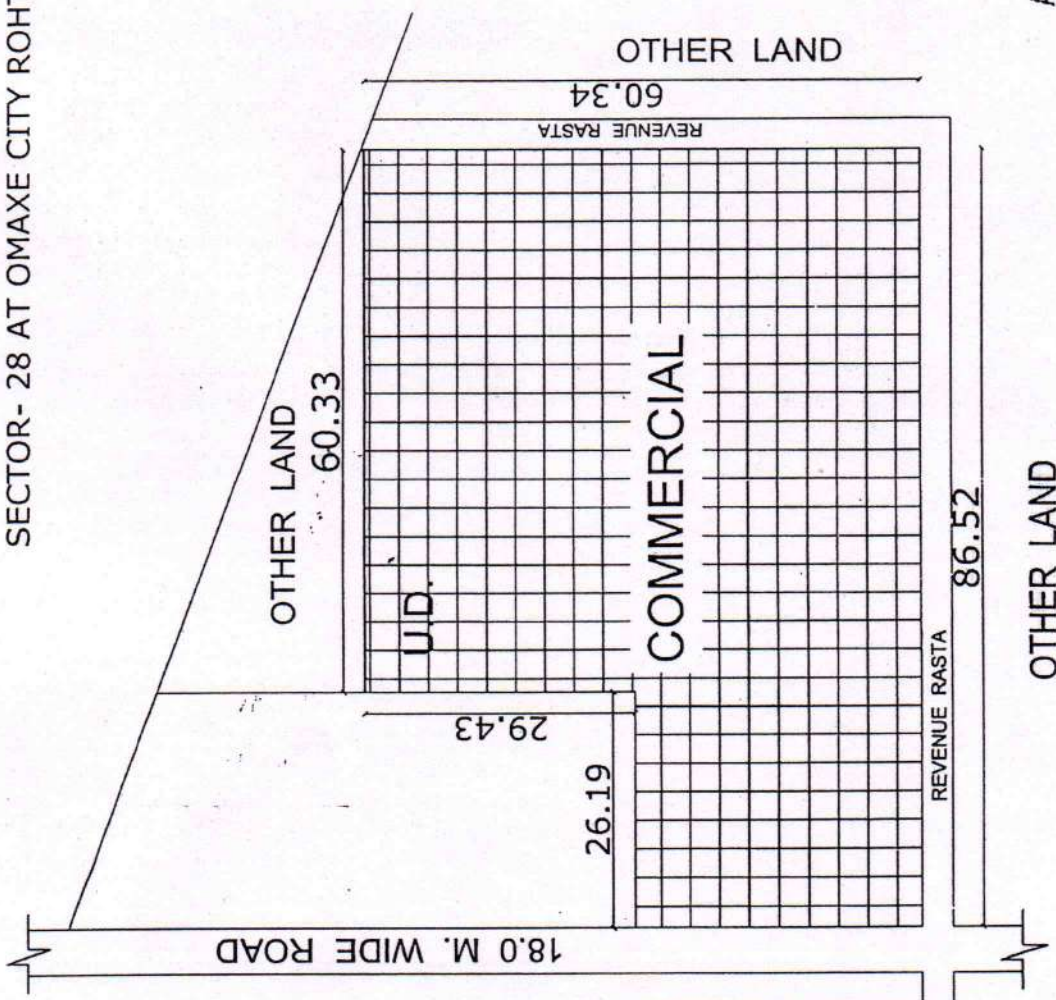 SECTOR- 28 AT OMAXE CITY ROHT
OTHER LAND
60.34
REVENUE RASTA
OTHER LAND
60.33
U.D.
COMMERCIAL
29.43
26.19
18.0 M. WIDE ROAD
REVENUE RASTA
86.52
OTHER LAND